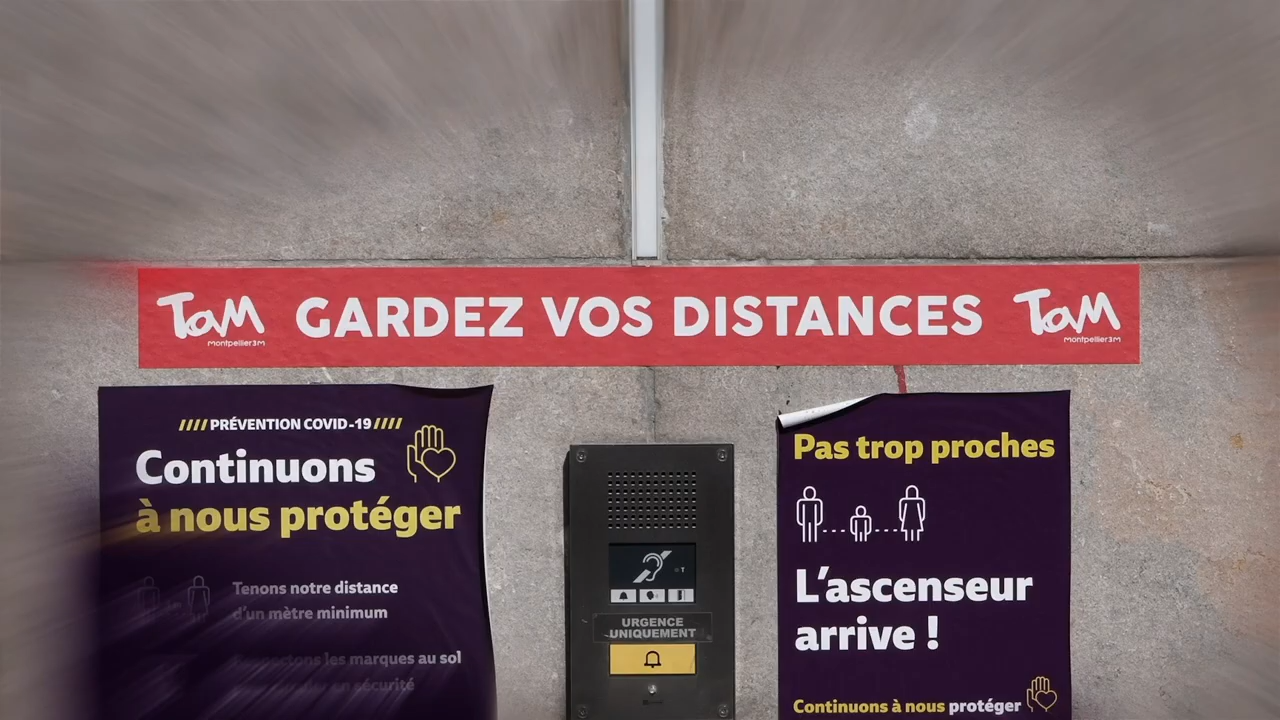 TaM
montpellier3m
GARDEZ VOS DISTANCES
TaM
montpellier3m
//// PRÉVENTION COVID-19 ////
Continuons
à nous protéger
Tenons notre distance
d'un mètre minimum
les marques au sol
en sécurité
T
URGENCE
UNIQUEMENT
Pas trop proches
L'ascenseur
arrive !
Continuons à nous protéger